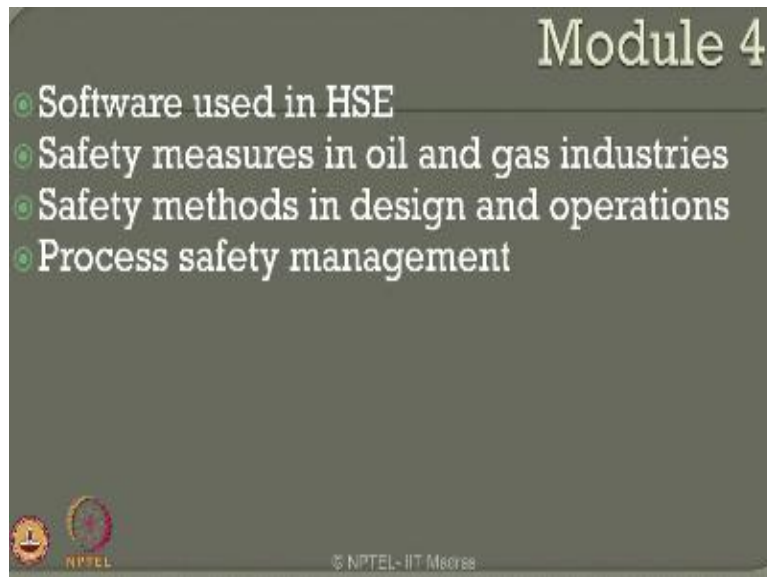 Module 4
Software used in HSE
Safety measures in oil and gas industries
Safety methods in design and operations
Process safety management
NPTEL
© NPTEL- IIT Madras